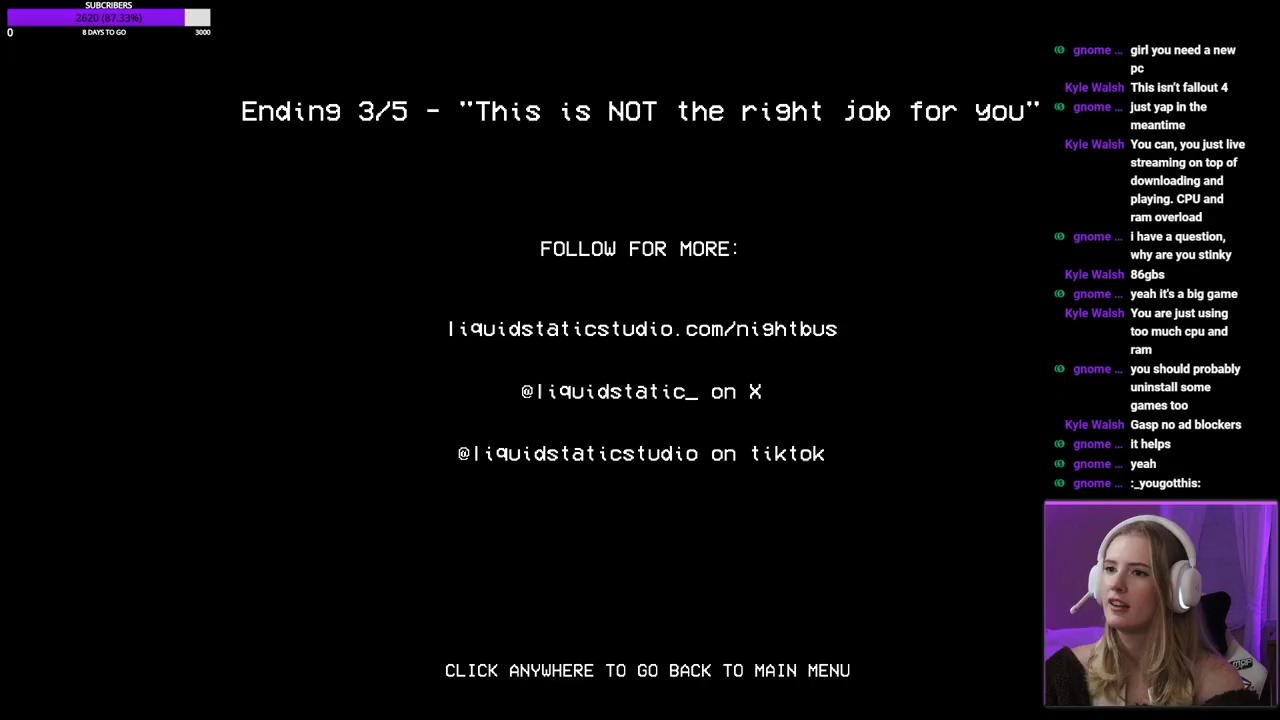 SUBCRIBERS
2620 (87.33%)
0 8 DAYS TO GO 3000
Ending 3/5 - "This is NOT the right job for you"
FOLLOW FOR MORE:
liquidstaticstudio.com/nightbus
@liquidstatic_ on X
@liquidstaticstudio on tiktok
CLICK ANYWHERE TO GO BACK TO MAIN MENU
gnome ... girl you need a new
pc
Kyle Walsh This isn't fallout 4
gnome ... just yap in the
meantime
Kyle Walsh You can, you just live
streaming on top of
downloading and
playing. CPU and
ram overload
gnome ... i have a question,
why are you stinky
Kyle Walsh 86gbs
gnome ... yeah it's a big game
Kyle Walsh You are just using
too much cpu and
ram
gnome ... you should probably
uninstall some
games too
Kyle Walsh Gasp no ad blockers
gnome ... it helps
gnome ... yeah
gnome ... :_yougotthis: